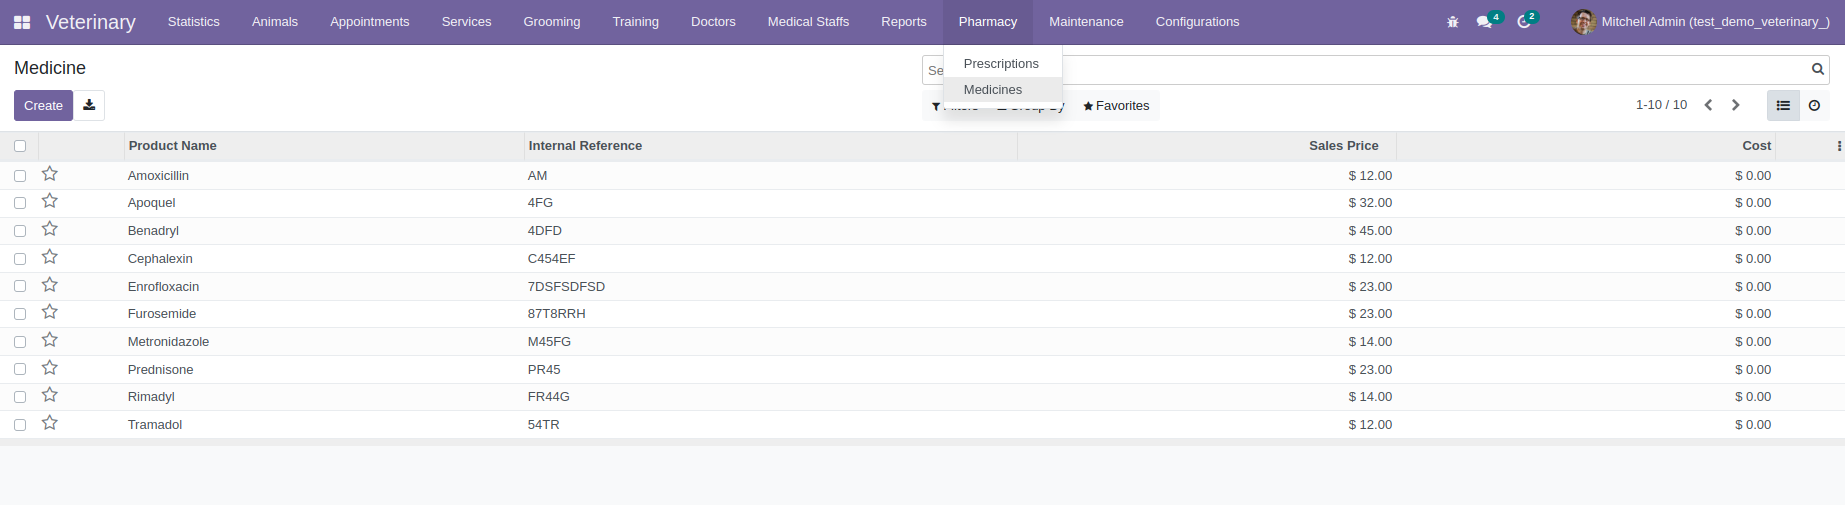 Veterinary Statistics Animals Appointments Services Grooming Training Doctors Medical Staffs Reports Pharmacy Maintenance Configurations 4 2 Mitchell Admin (test_demo_veterinary_)
Prescriptions
Medicines
Medicine
Create Favorites 1-10 / 10
Product Name Internal Reference Sales Price Cost
Amoxicillin AM $ 12.00 $ 0.00
Apoquel 4FG $ 32.00 $ 0.00
Benadryl 4DFD $ 45.00 $ 0.00
Cephalexin C454EF $ 12.00 $ 0.00
Enrofloxacin 7DSFSDFSD $ 23.00 $ 0.00
Furosemide 87T8RRH $ 23.00 $ 0.00
Metronidazole M45FG $ 14.00 $ 0.00
Prednisone PR45 $ 23.00 $ 0.00
Rimadyl FR44G $ 14.00 $ 0.00
Tramadol 54TR $ 12.00 $ 0.00